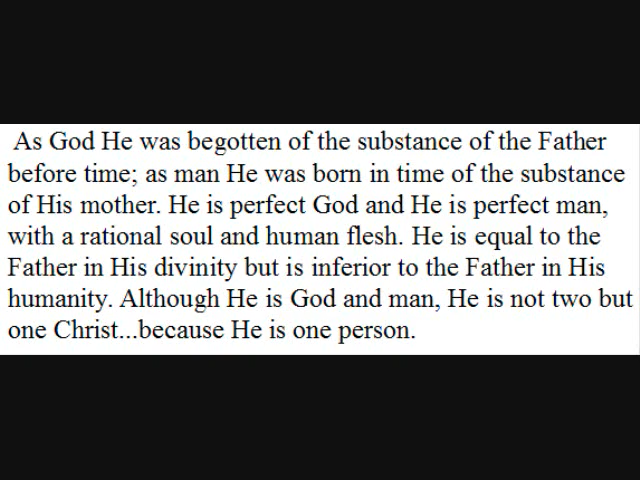 As God He was begotten of the substance of the Father
before time; as man He was born in time of the substance
of His mother. He is perfect God and He is perfect man,
with a rational soul and human flesh. He is equal to the
Father in His divinity but is inferior to the Father in His
humanity. Although He is God and man, He is not two but
one Christ...because He is one person.